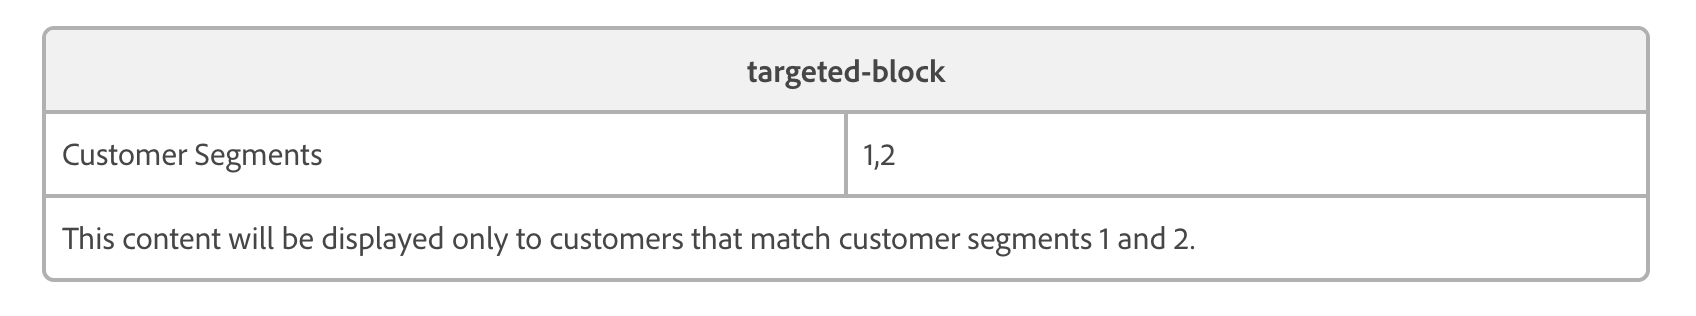 targeted-block
Customer Segments
1,2
This content will be displayed only to customers that match customer segments 1 and 2.